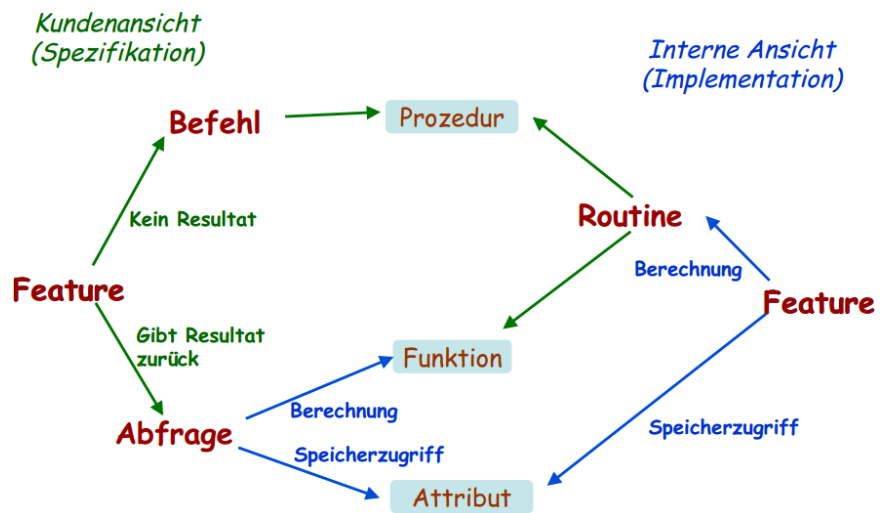 Kundenansicht
(Spezifikation)
Interne Ansicht
(Implementation)
Befehl
Prozedur
Kein Resultat
Routine
Berechnung
Feature
Feature
Gibt Resultat
zurück
Funktion
Berechnung
Abfrage
Speicherzugriff
Speicherzugriff
Attribut